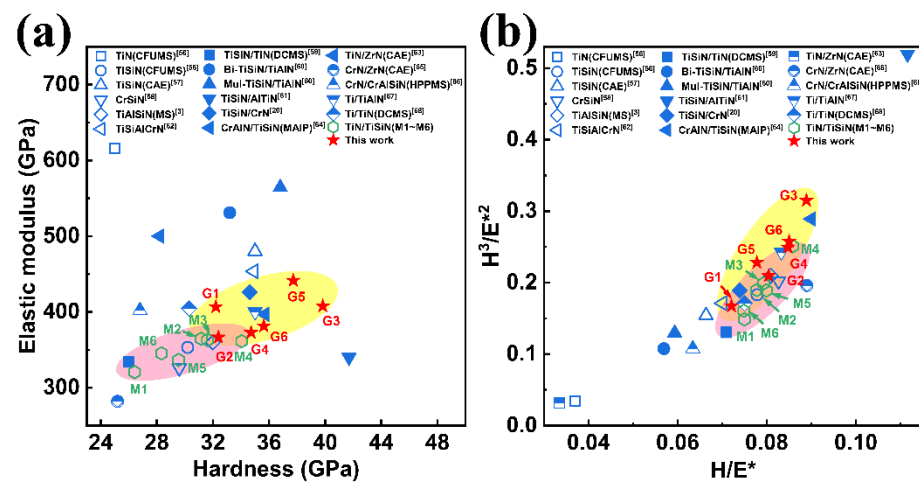 (a)
(b)
TiN(CFUMS)[56]
TiSiN(CFUMS)[56]
TiSiN(CAE)[57]
CrSiN[58]
TiAlSiN(MS)[3]
TiSiAlCrN[62]
TiSiN/TiN(DCMS)[59]
Bi-TiSiN/TiAlN[60]
Mul-TiSiN/TiAlN[60]
TiSiN/AlTiN[61]
TiSiN/CrN[20]
CrAlN/TiSiN(MAIP)[64]
TiN/ZrN(CAE)[63]
CrN/ZrN(CAE)[65]
CrN/CrAlSiN(HPPMS)[66]
Ti/TiAlN[67]
Ti/TiN(DCMS)[68]
TiN/TiSiN(M1~M6)
This work
Elastic modulus (GPa)
700
600
500
400
300
G1
G5
G3
G6
G4
G2
M3
M2
M6
M5
M4
M1
24 28 32 36 40 44 48
Hardness (GPa)
TiN(CFUMS)[56]
TiSiN(CFUMS)[56]
TiSiN(CAE)[57]
CrSiN[58]
TiAlSiN(MS)[3]
TiSiAlCrN[62]
TiSiN/TiN(DCMS)[59]
Bi-TiSiN/TiAlN[60]
Mul-TiSiN/TiAlN[60]
TiSiN/AlTiN[61]
TiSiN/CrN[20]
CrAlN/TiSiN(MAIP)[64]
TiN/ZrN(CAE)[63]
CrN/ZrN(CAE)[65]
CrN/CrAlSiN(HPPMS)
Ti/TiAlN[67]
Ti/TiN(DCMS)[68]
TiN/TiSiN(M1~M6)
This work
H3/E*2
0.5
0.4
0.3
0.2
0.1
0.0
G3
G6
G5
M4
M3
G4
G1
G2
M5
M2
M6
M1
0.04 0.06 0.08 0.10
H/E*